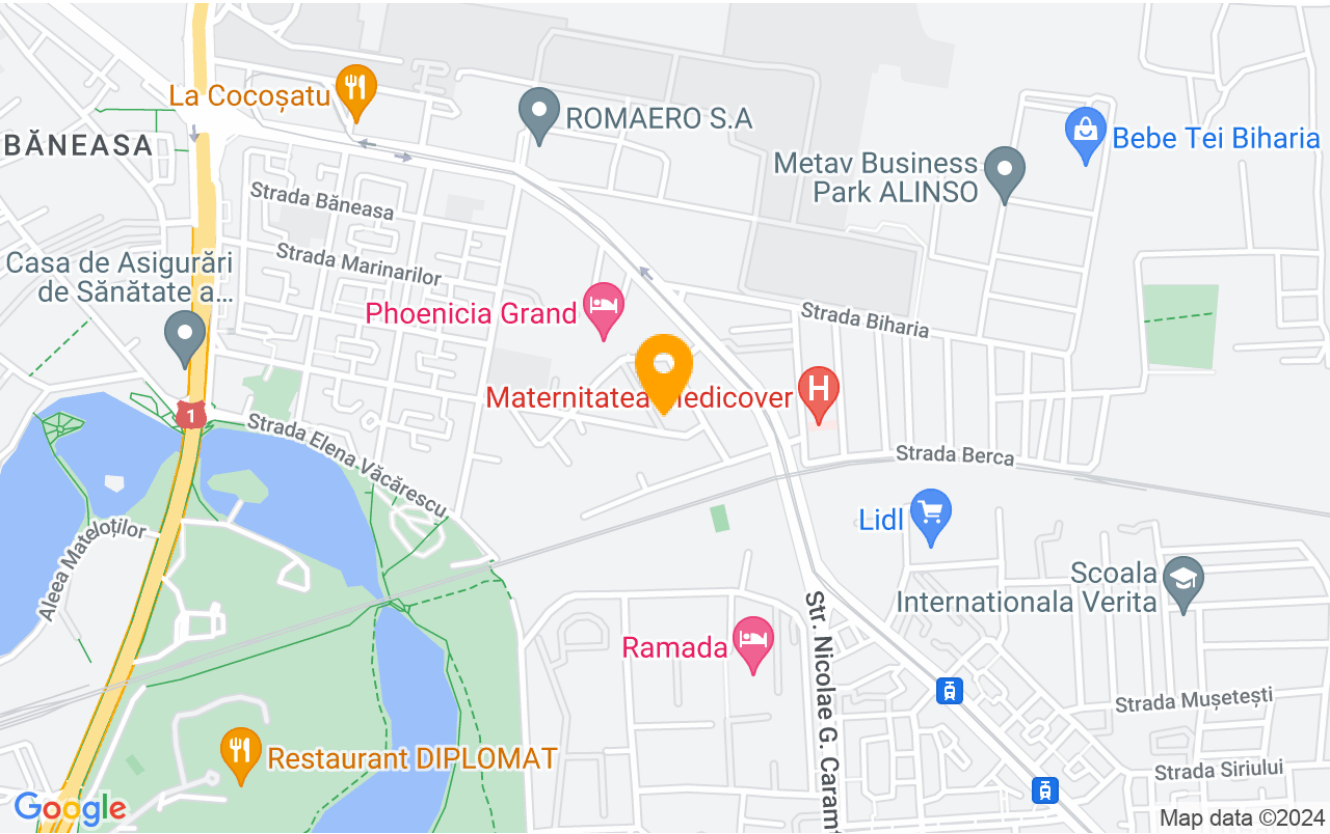 La Cocoșatu
ROMAERO S.A
BĂNEASA
Bebe Tei Biharia
Metav Business
Park ALINSO
Strada Băneasa
Strada Marinarilor
Casa de Asigurări
de Sănătate a...
Phoenicia Grand
Strada Biharia
Maternitatea Medicover
H
1
Strada Elena Văcărescu
Strada Berca
Lidl
Aleea Mateloților
Scoala
Internationala Verita
Str. Nicolae G. Caramf
Ramada
Strada Mușetești
Restaurant DIPLOMAT
Strada Siriului
Google
Map data ©2024